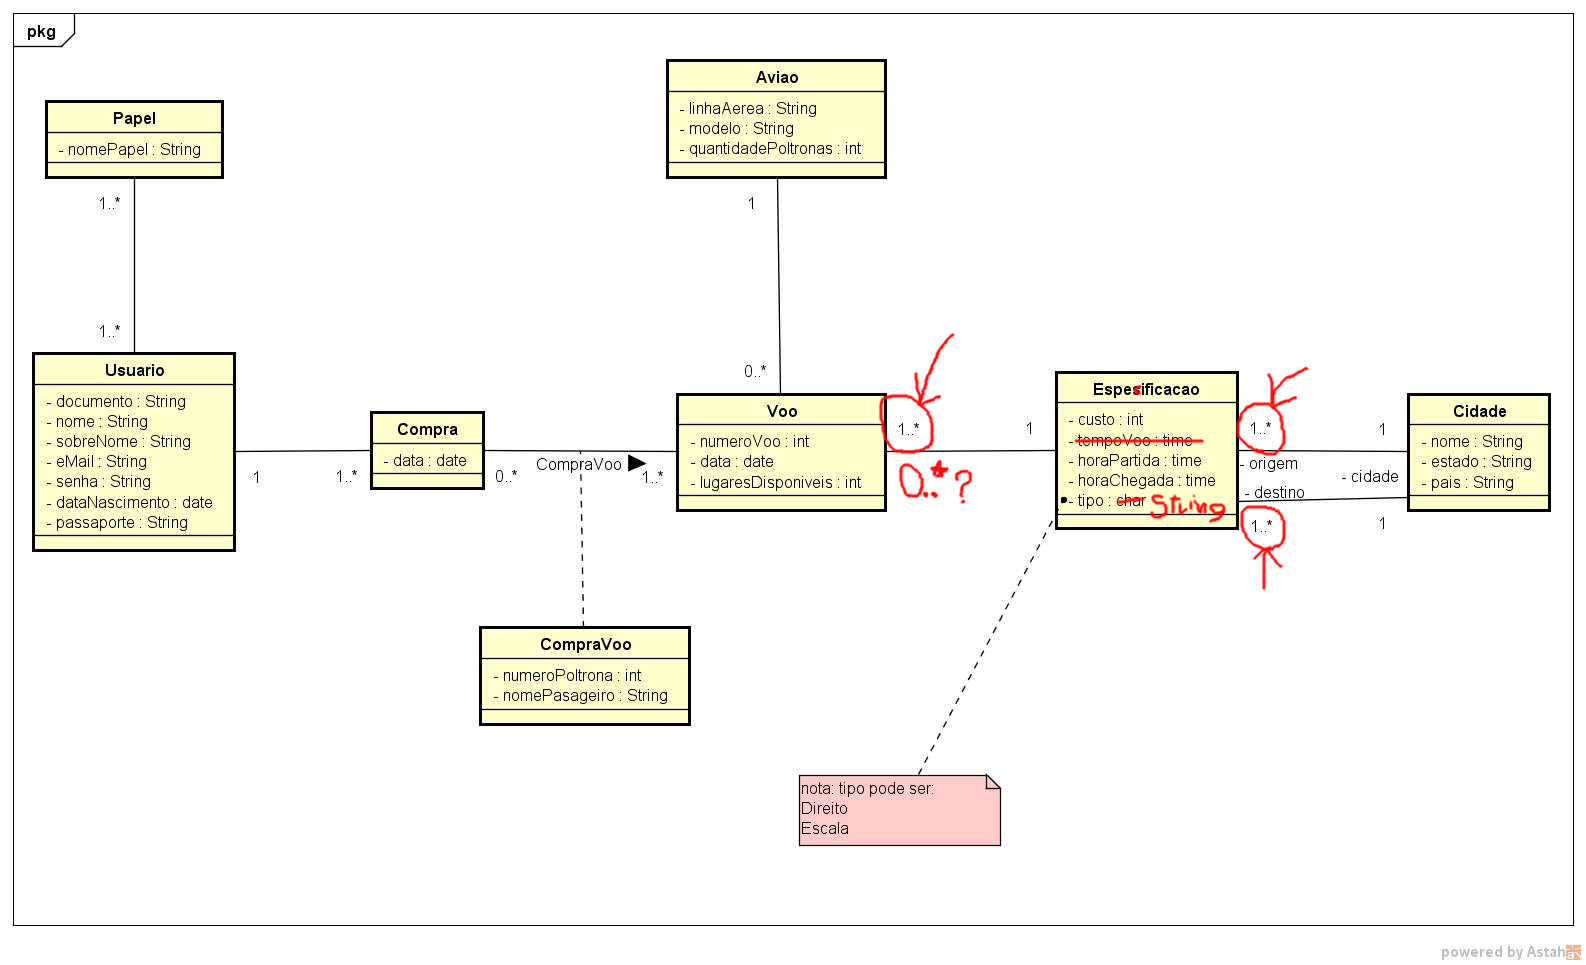 pkg
Papel
- nomePapel : String
1..*
1..*
Usuario
- documento : String
- nome : String
- sobreNome : String
- eMail : String
- senha : String
- dataNascimento : date
- passaporte : String
1
1..*
Compra
- data : date
0..*
CompraVoo
1..*
CompraVoo
- numeroPoltrona : int
- nomePasageiro : String
Aviao
- linhaAerea : String
- modelo : String
- quantidadePoltronas : int
1
0..*
Voo
- numeroVoo : int
- data : date
- lugaresDisponiveis : int
1..*
0..*?
1
Especificacao
- custo : int
- tempoVoo : time
- horaPartida : time
- horaChegada : time
- tipo : char String
1..*
- origem
- destino
1..*
1
- cidade
1
Cidade
- nome : String
- estado : String
- pais : String
nota: tipo pode ser:
Direito
Escala
powered by Astah